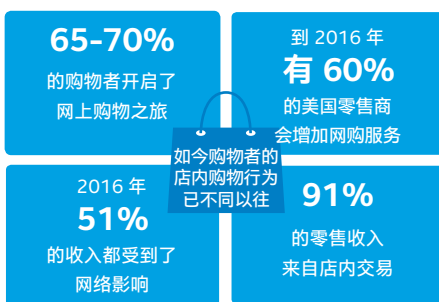 65-70%
的购物者开启了
网上购物之旅
到 2016 年
有 60%
的美国零售商
会增加网购服务
如今购物者的
店内购物行为
已不同以往
2016 年
51%
的收入都受到了
网络影响
91%
的零售收入
来自店内交易